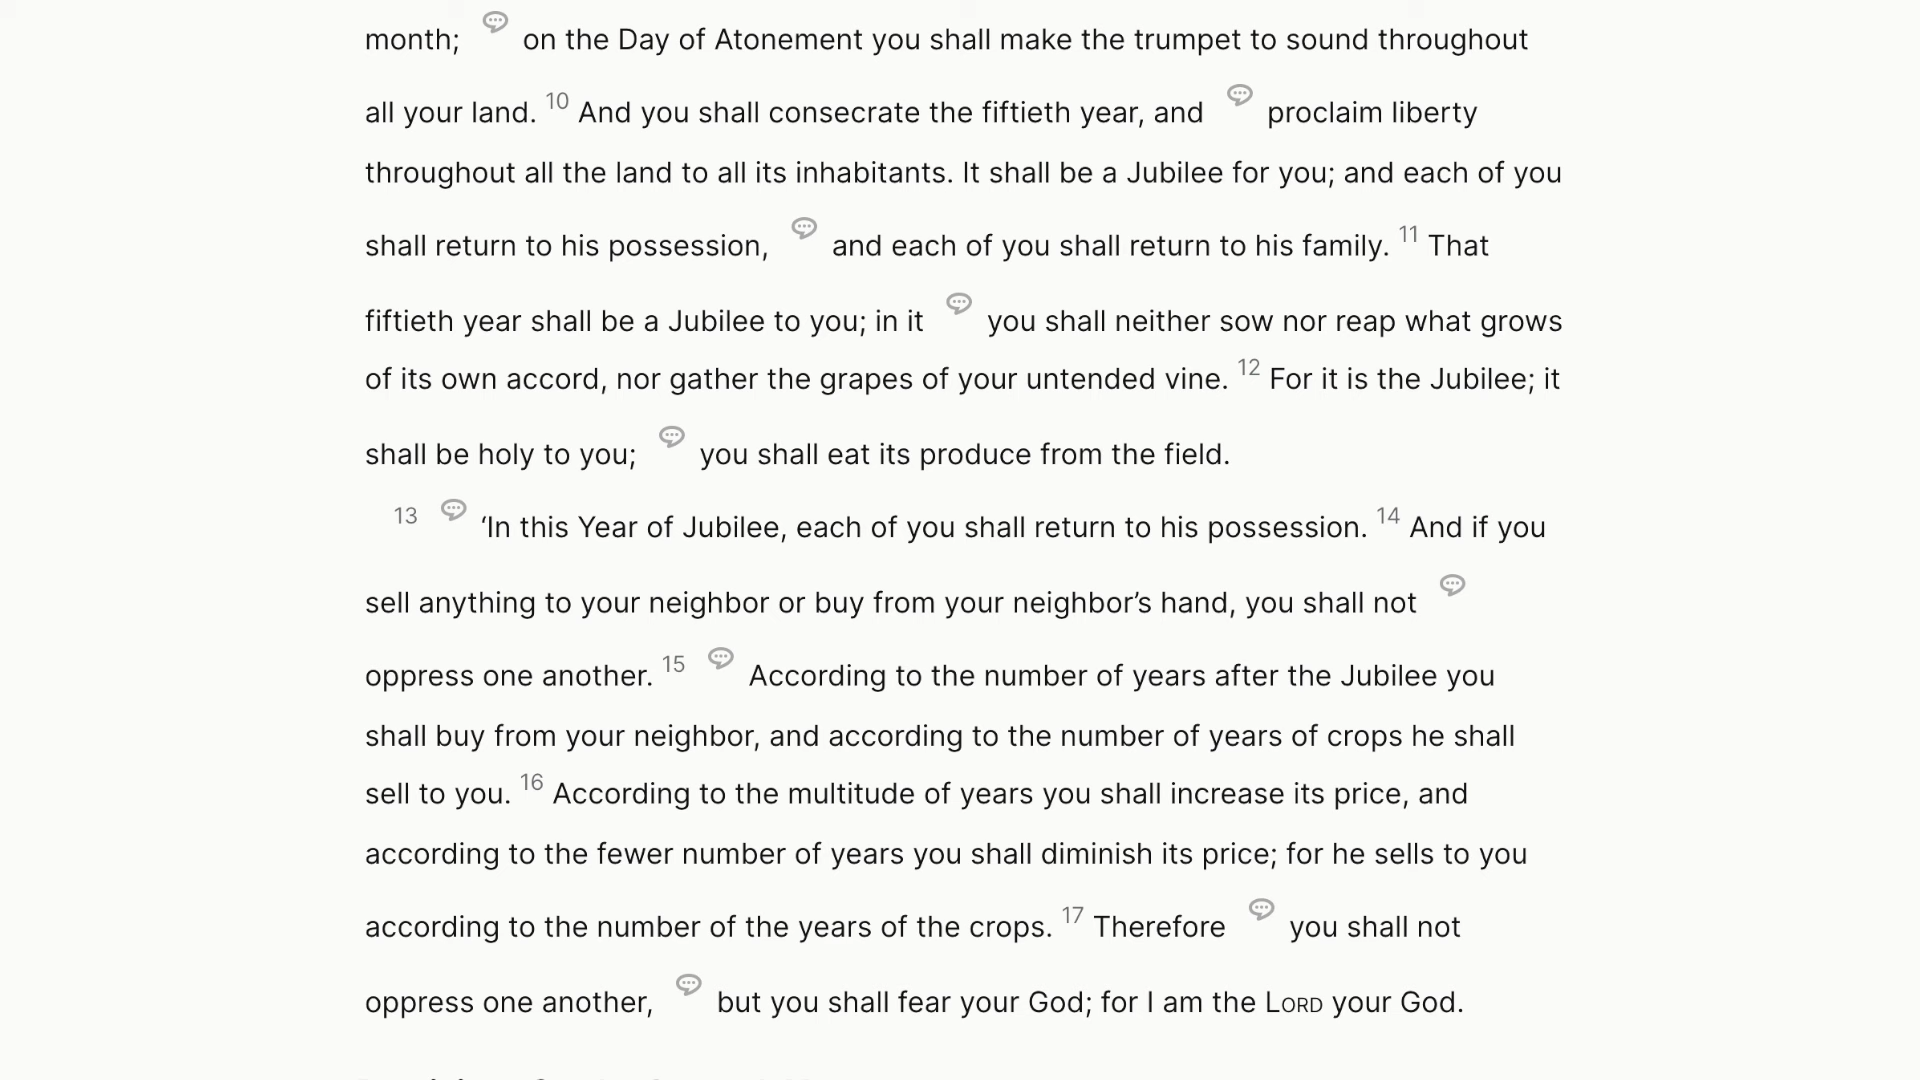 month; on the Day of Atonement you shall make the trumpet to sound throughout
all your land. 10 And you shall consecrate the fiftieth year, and proclaim liberty
throughout all the land to all its inhabitants. It shall be a Jubilee for you; and each of you
shall return to his possession, and each of you shall return to his family. 11 That
fiftieth year shall be a Jubilee to you; in it you shall neither sow nor reap what grows
of its own accord, nor gather the grapes of your untended vine. 12 For it is the Jubilee; it
shall be holy to you; you shall eat its produce from the field.
13 ‘In this Year of Jubilee, each of you shall return to his possession. 14 And if you
sell anything to your neighbor or buy from your neighbor’s hand, you shall not
oppress one another. 15 According to the number of years after the Jubilee you
shall buy from your neighbor, and according to the number of years of crops he shall
sell to you. 16 According to the multitude of years you shall increase its price, and
according to the fewer number of years you shall diminish its price; for he sells to you
according to the number of the years of the crops. 17 Therefore you shall not
oppress one another, but you shall fear your God; for I am the LORD your God.